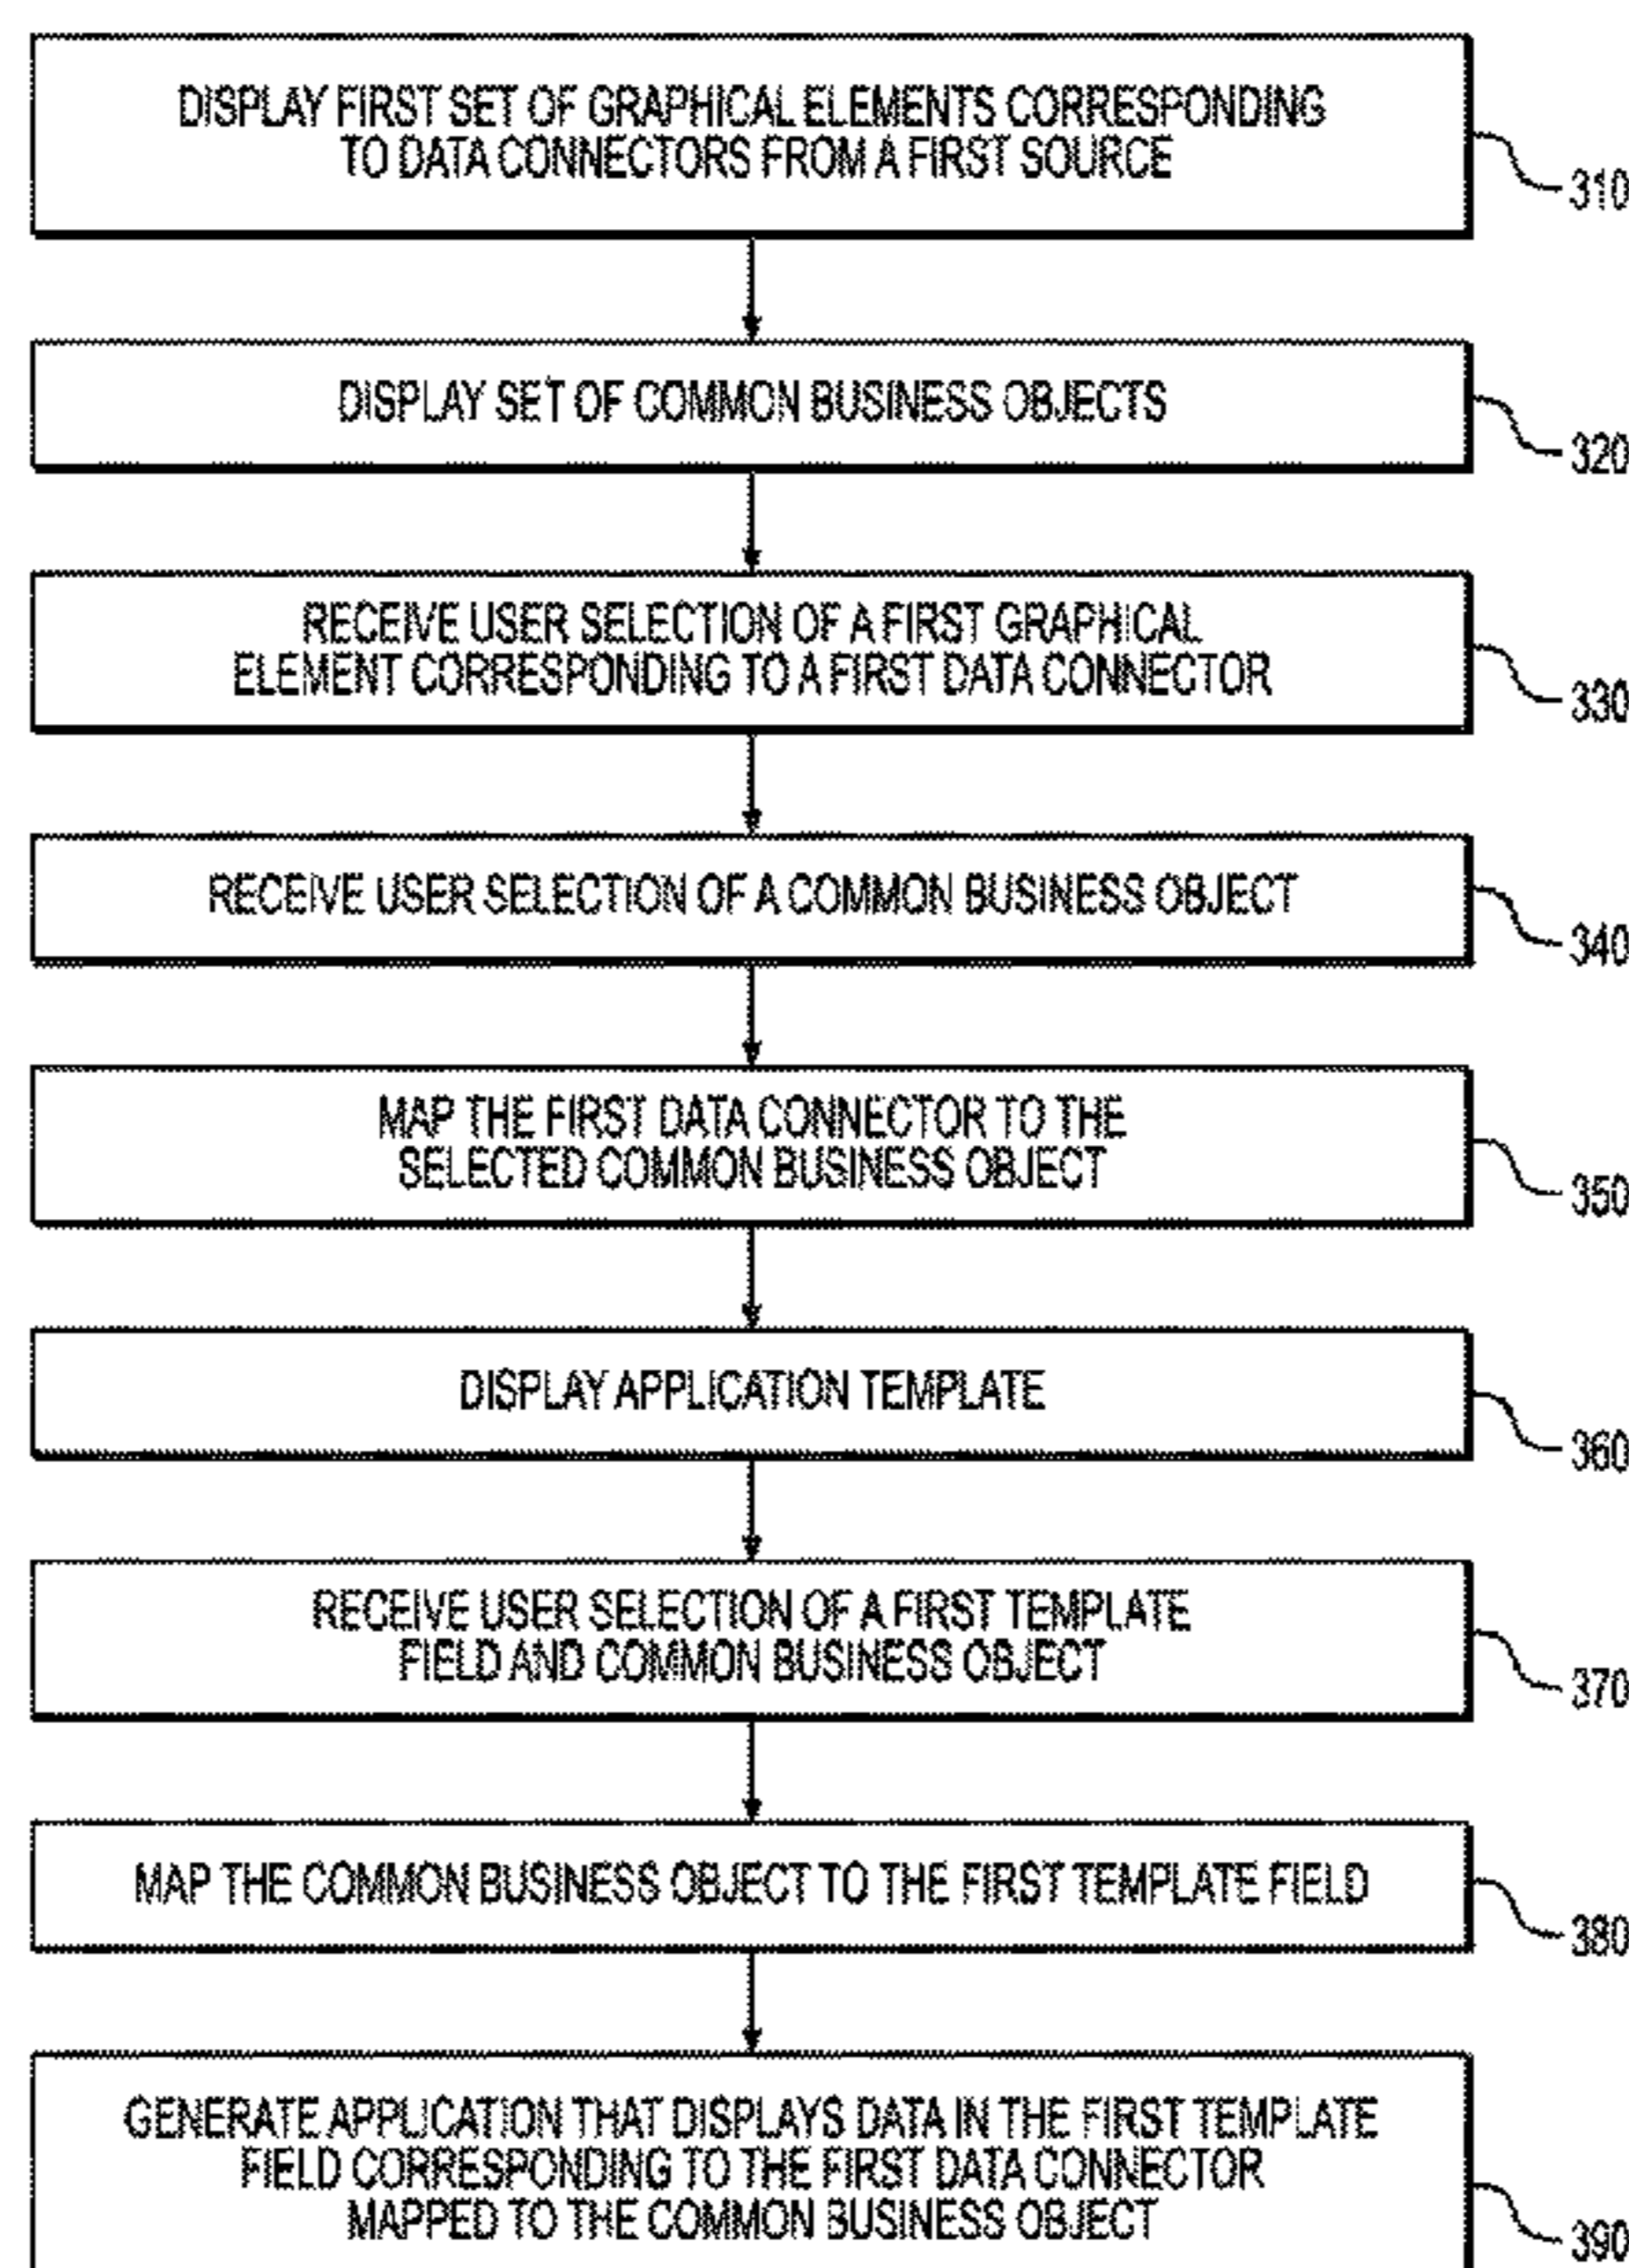 DISPLAY FIRST SET OF GRAPHICAL ELEMENTS CORRESPONDING
TO DATA CONNECTORS FROM A FIRST SOURCE
310
DISPLAY SET OF COMMON BUSINESS OBJECTS
320
RECEIVE USER SELECTION OF A FIRST GRAPHICAL
ELEMENT CORRESPONDING TO A FIRST DATA CONNECTOR
330
RECEIVE USER SELECTION OF A COMMON BUSINESS OBJECT
340
MAP THE FIRST DATA CONNECTOR TO THE
SELECTED COMMON BUSINESS OBJECT
350
DISPLAY APPLICATION TEMPLATE
360
RECEIVE USER SELECTION OF A FIRST TEMPLATE
FIELD AND COMMON BUSINESS OBJECT
370
MAP THE COMMON BUSINESS OBJECT TO THE FIRST TEMPLATE FIELD
380
GENERATE APPLICATION THAT DISPLAYS DATA IN THE FIRST TEMPLATE
FIELD CORRESPONDING TO THE FIRST DATA CONNECTOR
MAPPED TO THE COMMON BUSINESS OBJECT
390